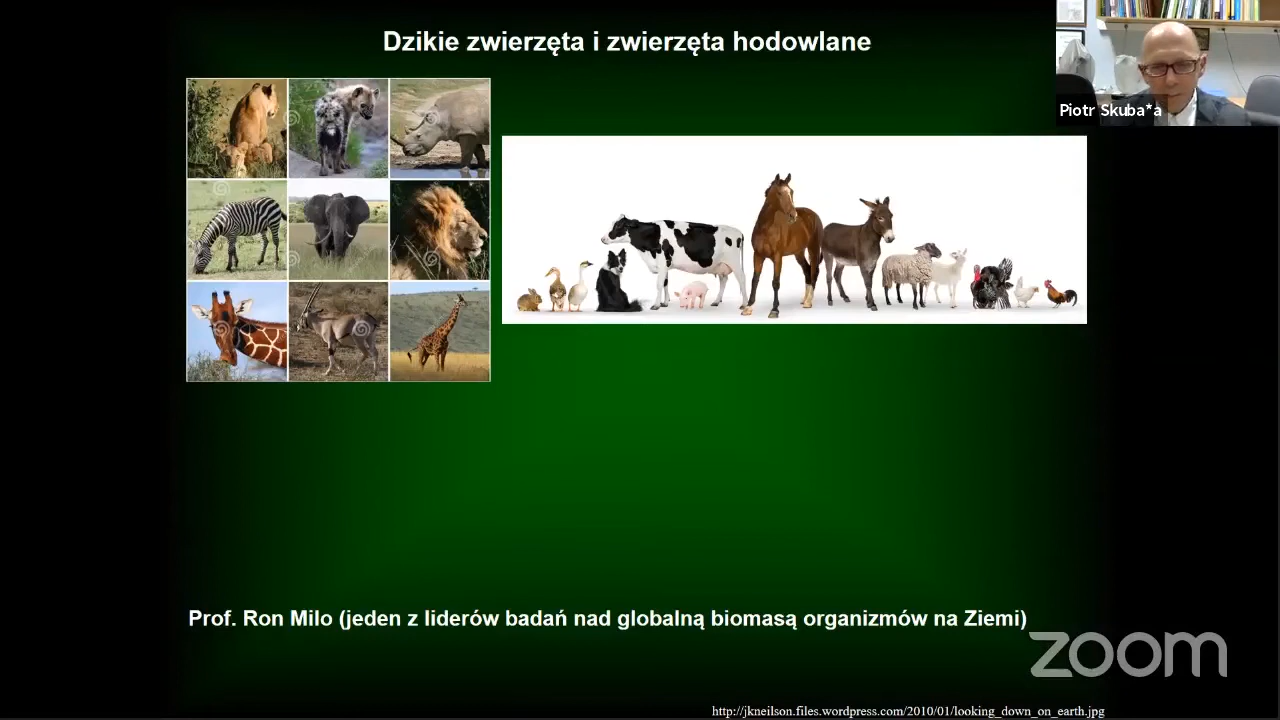 Dzikie zwierzęta i zwierzęta hodowlane
Piotr Skuba*a
Prof. Ron Milo (jeden z liderów badań nad globalną biomasą organizmów na Ziemi)
zoom
http://jkneilson.files.wordpress.com/2010/01/looking_down_on_earth.jpg